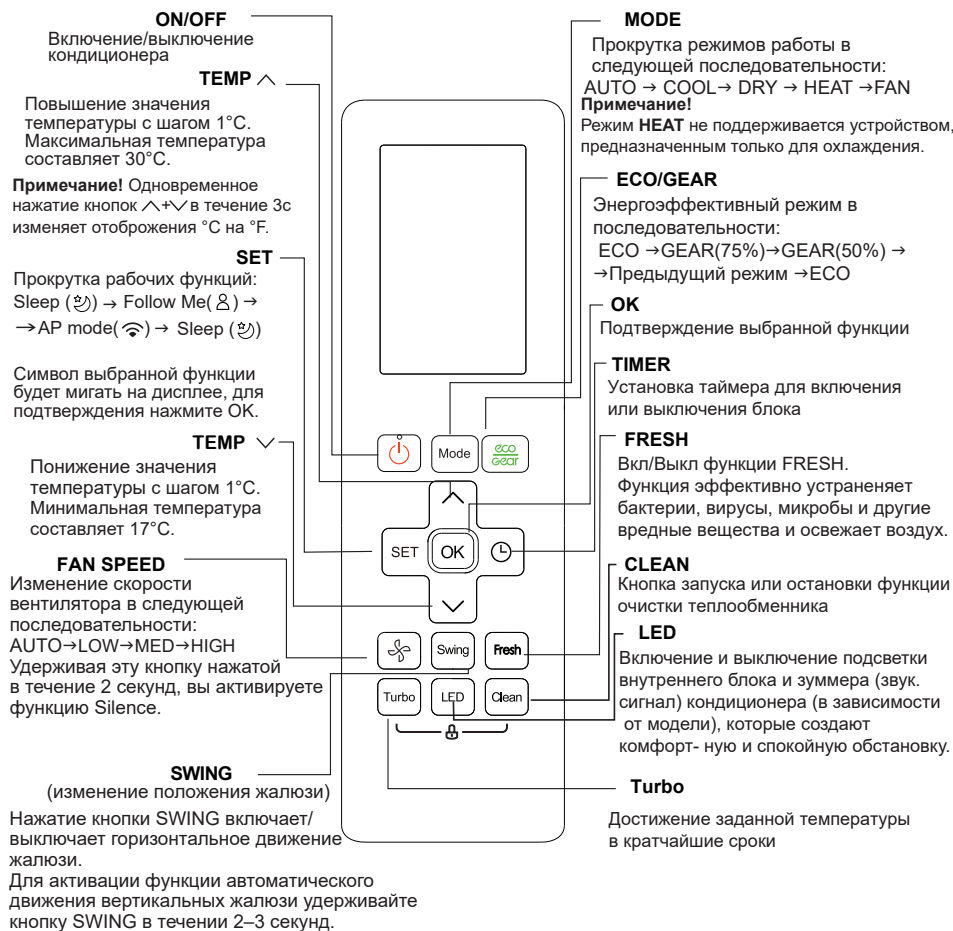 ON/OFF
Включение/выключение
кондиционера
TEMP
Повышение значения
температуры с шагом 1°C.
Максимальная температура
составляет 30°C.
Примечание! Одновременное
нажатие кнопок ︿+﹀ в течение 3с
изменяет отоброжения °C на °F.
SET
Прокрутка рабочих функций:
Sleep ( ) → Follow Me( ) →
→AP mode( ) → Sleep ( )
Символ выбранной функции
будет мигать на дисплее, для
подтверждения нажмите OK.
TEMP
Понижение значения
температуры с шагом 1°C.
Минимальная температура
составляет 17°C.
FAN SPEED
Изменение скорости
вентилятора в следующей
последовательности:
AUTO→LOW→MED→HIGH
Удерживая эту кнопку нажатой
в течение 2 секунд, вы активируете
функцию Silence.
SWING
(изменение положения жалюзи)
Нажатие кнопки SWING включает/
выключает горизонтальное движение
жалюзи.
Для активации функции автоматического
движения вертикальных жалюзи удерживайте
кнопку SWING в течении 2–3 секунд.
Mode
eco
Gear
SET
OK
Swing
Fresh
Turbo
LED
Clean
MODE
Прокрутка режимов работы в
следующей последовательности:
AUTO → COOL→ DRY → HEAT →FAN
Примечание!
Режим HEAT не поддерживается устройством,
предназначенным только для охлаждения.
ECO/GEAR
Энергоэффективный режим в
последовательности:
ECO →GEAR(75%)→GEAR(50%) →
→Предыдущий режим →ECO
OK
Подтверждение выбранной функции
TIMER
Установка таймера для включения
или выключения блока
FRESH
Вкл/Выкл функции FRESH.
Функция эффективно устраненяет
бактерии, вирусы, микробы и другие
вредные вещества и освежает воздух.
CLEAN
Кнопка запуска или остановки функции
очистки теплообменника
LED
Включение и выключение подсветки
внутреннего блока и зуммера (звук.
сигнал) кондиционера (в зависимости
от модели), которые создают
комфорт- ную и спокойную обстановку.
Turbo
Достижение заданной температуры
в кратчайшие сроки